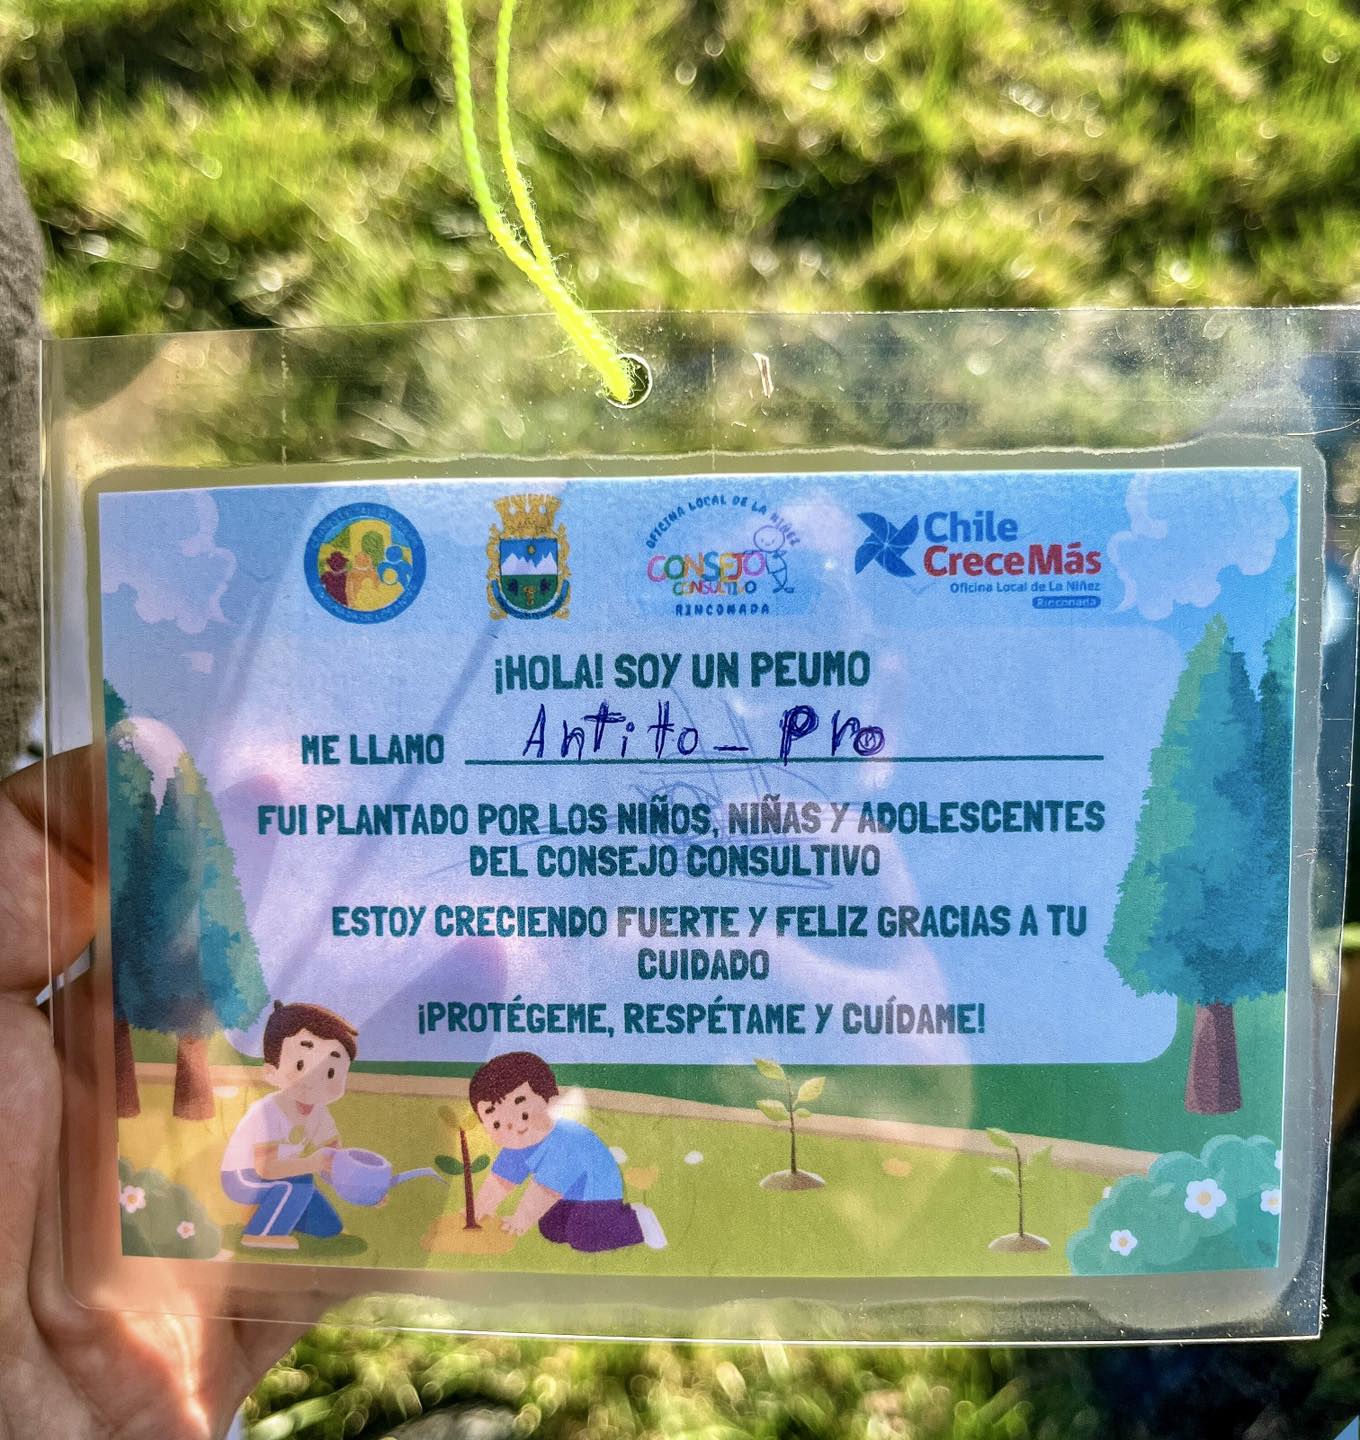 OFICINA LOCAL DE LA NIÑEZ
CONSEJO
CONSULTIVO
RINCONADA
Chile
CreceMás
Oficina Local de La Niñez
Rinconada
¡HOLA! SOY UN PEUMO
ME LLAMO Antito - Pro
FUI PLANTADO POR LOS NIÑOS, NIÑAS Y ADOLESCENTES
DEL CONSEJO CONSULTIVO
ESTOY CRECIENDO FUERTE Y FELIZ GRACIAS A TU
CUIDADO
¡PROTÉGEME, RESPÉTAME Y CUÍDAME!